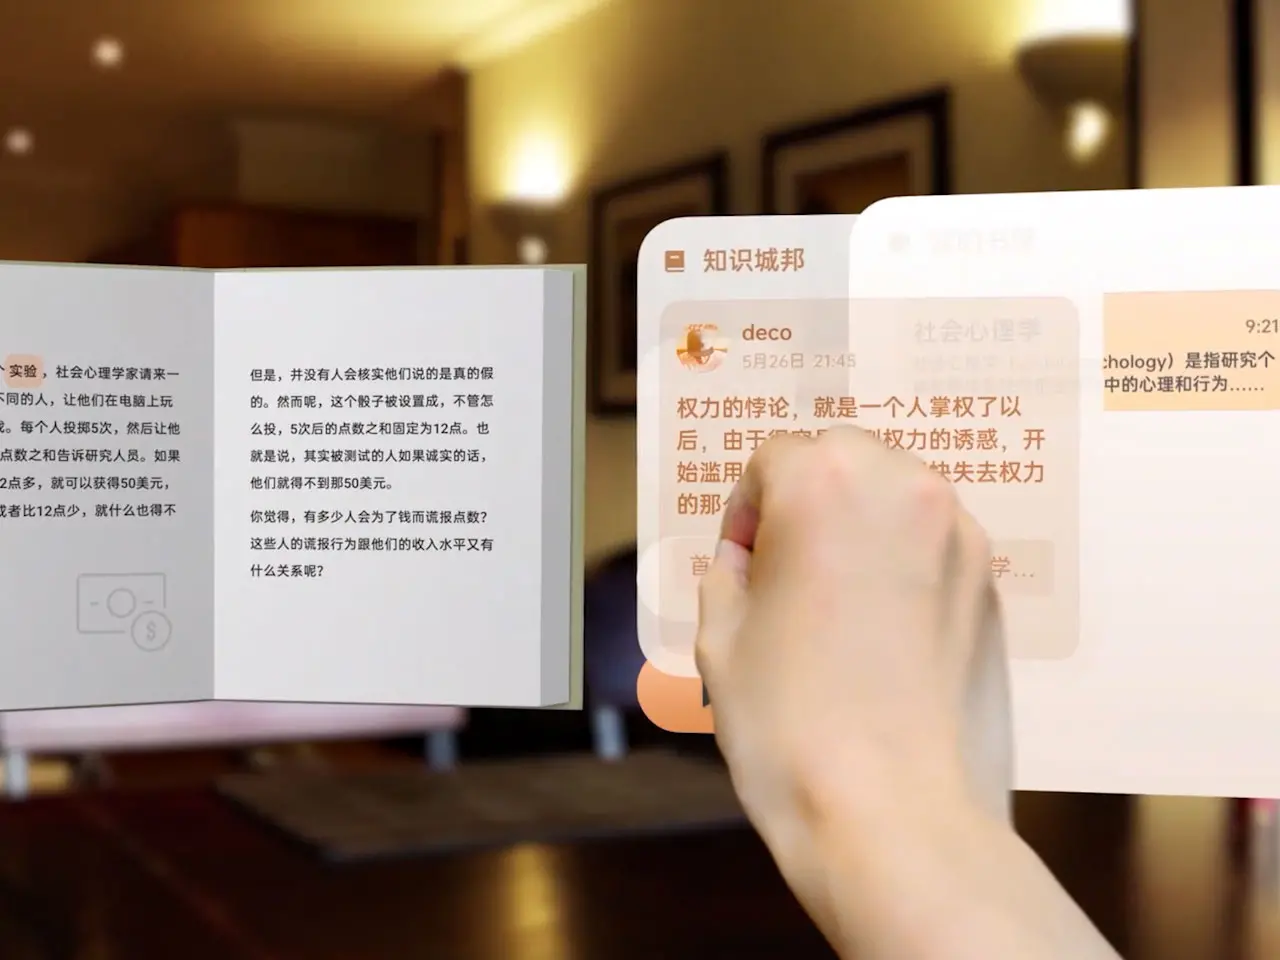 个实验，社会心理学家请来一
不同的人，让他们在电脑上玩
戏。每个人投掷5次，然后让他
点数之和告诉研究人员。如果
2点多，就可以获得50美元，
或者比12点少，就什么也得不
但是，并没有人会核实他们说的是真的假
的。然而呢，这个骰子被设置成，不管怎
么投，5次后的点数之和固定为12点。也
就是说，其实被测试的人如果诚实的话，
他们就得不到那50美元。
你觉得，有多少人会为了钱而谎报点数？
这些人的谎报行为跟他们的收入水平又有
什么关系呢？
知识城邦
deco
5月26日 21:45
权力的悖论，就是一个人掌权了以
后，由于很容易 到权力的诱惑，开
始滥用 快失去权力
的那
首 学...
社会心理学
9:21
chology）是指研究个
中的心理和行为……